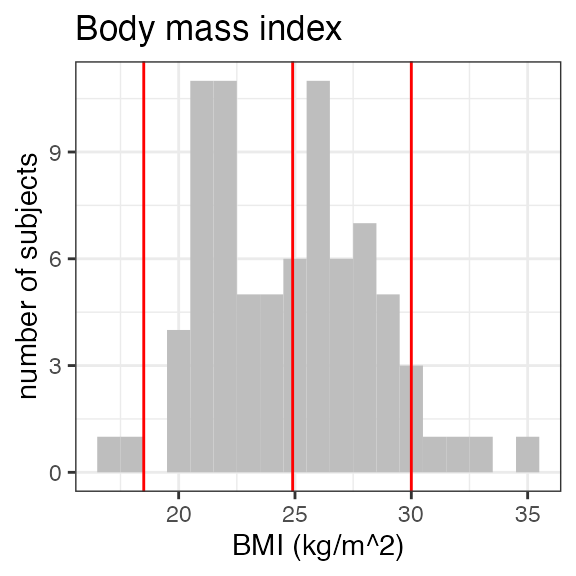 Body mass index
number of subjects
9
6
3
0
20 25 30 35
BMI (kg/m^2)